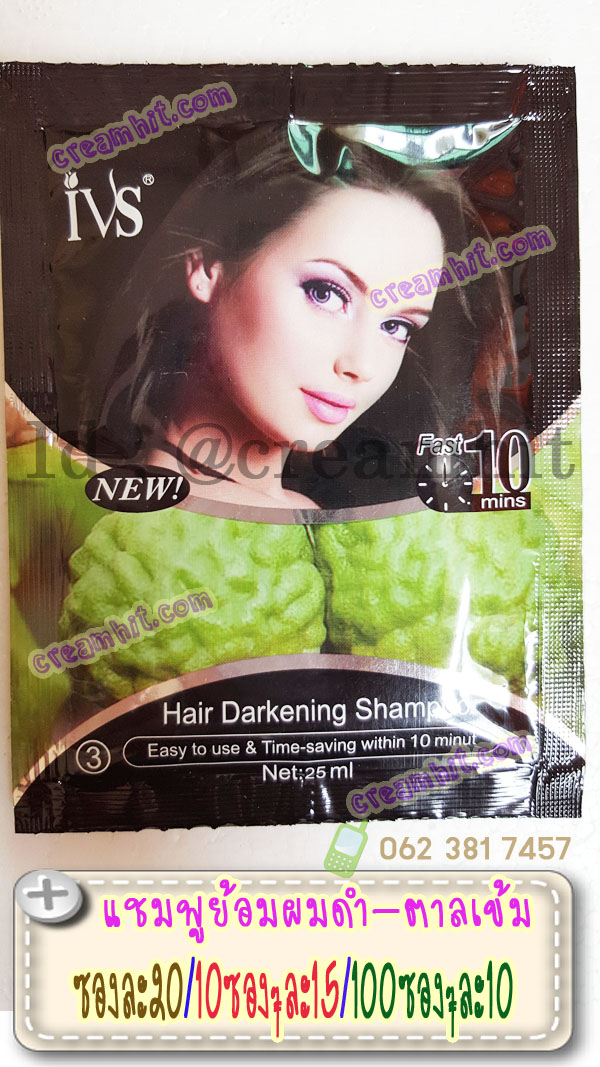 creamhit.com
iVS®
creamhit.com
Id : @creamhit
Fast 10 mins
NEW!
creamhit.com
Hair Darkening Shampoo
3 Easy to use & Time-saving within 10 minut
Net:25 ml
creamhit.com
062 381 7457
แชมพูย้อมผมดำ-ตาลเข้ม
ซองละ20/10ซองๆละ15/100ซองๆละ10